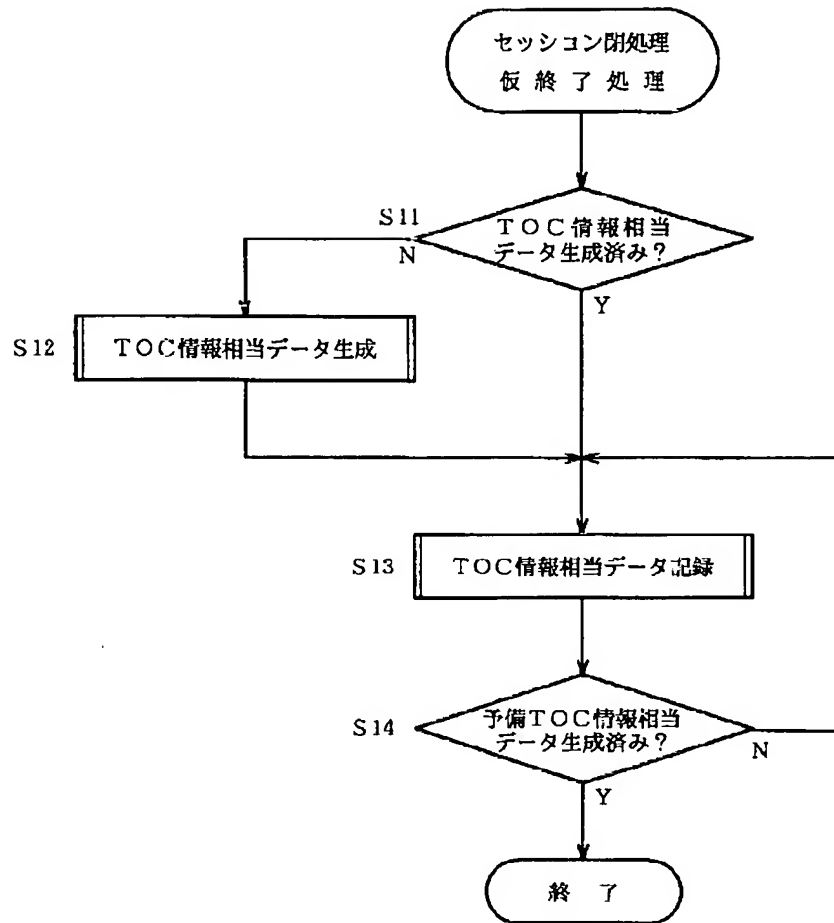 セッション閉処理
仮終了処理
S11
TOC情報相当
データ生成済み？
N
Y
S12
TOC情報相当データ生成
S13
TOC情報相当データ記録
S14
予備TOC情報相当
データ生成済み？
N
Y
終了